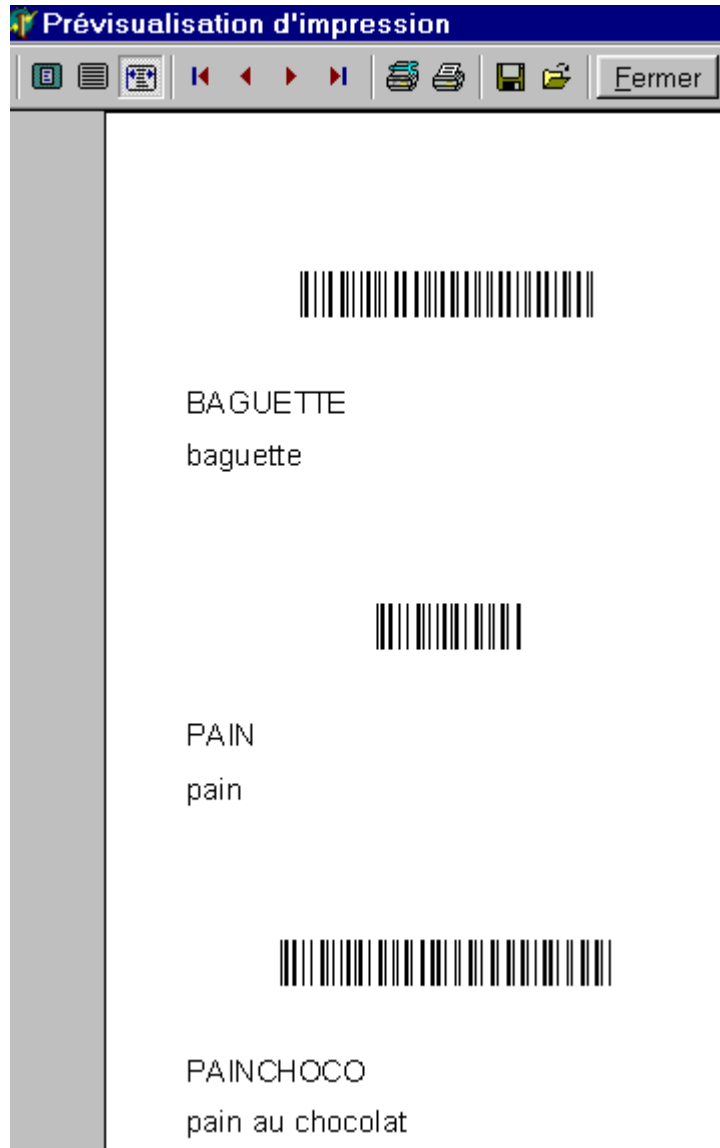 Prévisualisation d'impression
Fermer
BAGUETTE
baguette
PAIN
pain
PAINCHOCO
pain au chocolat